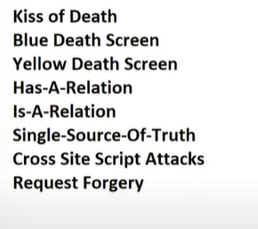 Kiss of Death
Blue Death Screen
Yellow Death Screen
Has-A-Relation
Is-A-Relation
Single-Source-Of-Truth
Cross Site Script Attacks
Request Forgery